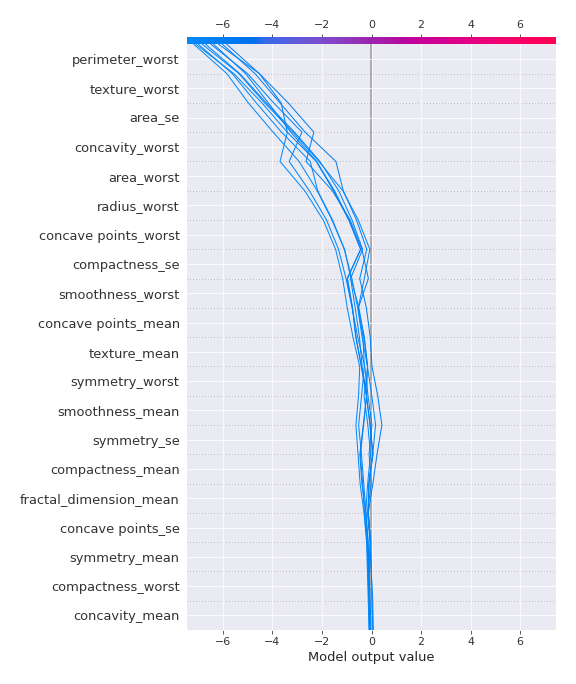 −6 −4 −2 0 2 4 6
perimeter_worst
texture_worst
area_se
concavity_worst
area_worst
radius_worst
concave points_worst
compactness_se
smoothness_worst
concave points_mean
texture_mean
symmetry_worst
smoothness_mean
symmetry_se
compactness_mean
fractal_dimension_mean
concave points_se
symmetry_mean
compactness_worst
concavity_mean
−6 −4 −2 0 2 4 6
Model output value